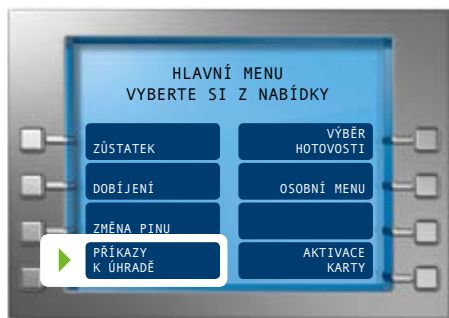 HLAVNÍ MENU
VYBERTE SI Z NABÍDKY
ZŮSTATEK
VÝBĚR
HOTOVOSTI
DOBÍJENÍ
OSOBNÍ MENU
ZMĚNA PINU
PŘÍKAZY
K ÚHRADĚ
AKTIVACE
KARTY